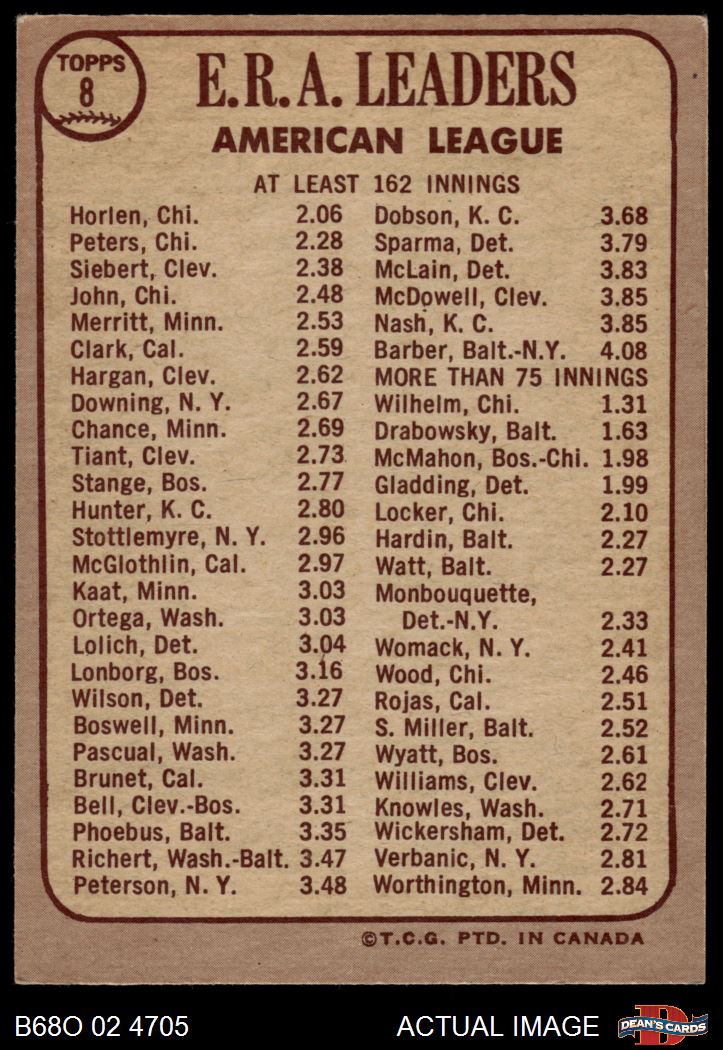 TOPPS
8
E.R.A. LEADERS
AMERICAN LEAGUE
AT LEAST 162 INNINGS
Horlen, Chi. 2.06
Peters, Chi. 2.28
Siebert, Clev. 2.38
John, Chi. 2.48
Merritt, Minn. 2.53
Clark, Cal. 2.59
Hargan, Clev. 2.62
Downing, N. Y. 2.67
Chance, Minn. 2.69
Tiant, Clev. 2.73
Stange, Bos. 2.77
Hunter, K. C. 2.80
Stottlemyre, N. Y. 2.96
McGlothlin, Cal. 2.97
Kaat, Minn. 3.03
Ortega, Wash. 3.03
Lolich, Det. 3.04
Lonborg, Bos. 3.16
Wilson, Det. 3.27
Boswell, Minn. 3.27
Pascual, Wash. 3.27
Brunet, Cal. 3.31
Bell, Clev.-Bos. 3.31
Phoebus, Balt. 3.35
Richert, Wash.-Balt. 3.47
Peterson, N. Y. 3.48
Dobson, K. C. 3.68
Sparma, Det. 3.79
McLain, Det. 3.83
McDowell, Clev. 3.85
Nash, K. C. 3.85
Barber, Balt.-N.Y. 4.08
MORE THAN 75 INNINGS
Wilhelm, Chi. 1.31
Drabowsky, Balt. 1.63
McMahon, Bos.-Chi. 1.98
Gladding, Det. 1.99
Locker, Chi. 2.10
Hardin, Balt. 2.27
Watt, Balt. 2.27
Monbouquette,
Det.-N.Y. 2.33
Womack, N. Y. 2.41
Wood, Chi. 2.46
Rojas, Cal. 2.51
S. Miller, Balt. 2.52
Wyatt, Bos. 2.61
Williams, Clev. 2.62
Knowles, Wash. 2.71
Wickersham, Det. 2.72
Verbanic, N. Y. 2.81
Worthington, Minn. 2.84
©T.C.G. PTD. IN CANADA
B68O 02 4705
ACTUAL IMAGE
DEAN'S CARDS